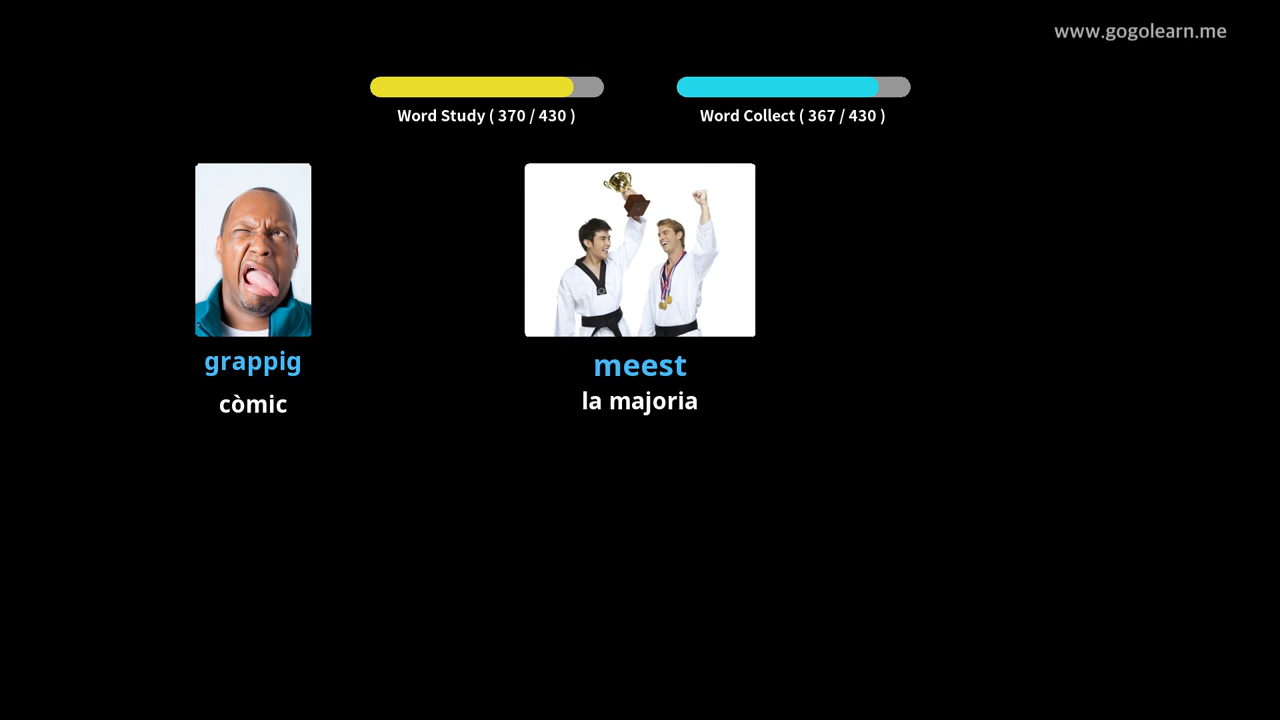 www.gogolearn.me
Word Study ( 370 / 430 )
Word Collect ( 367 / 430 )
grappig
còmic
meest
la majoria